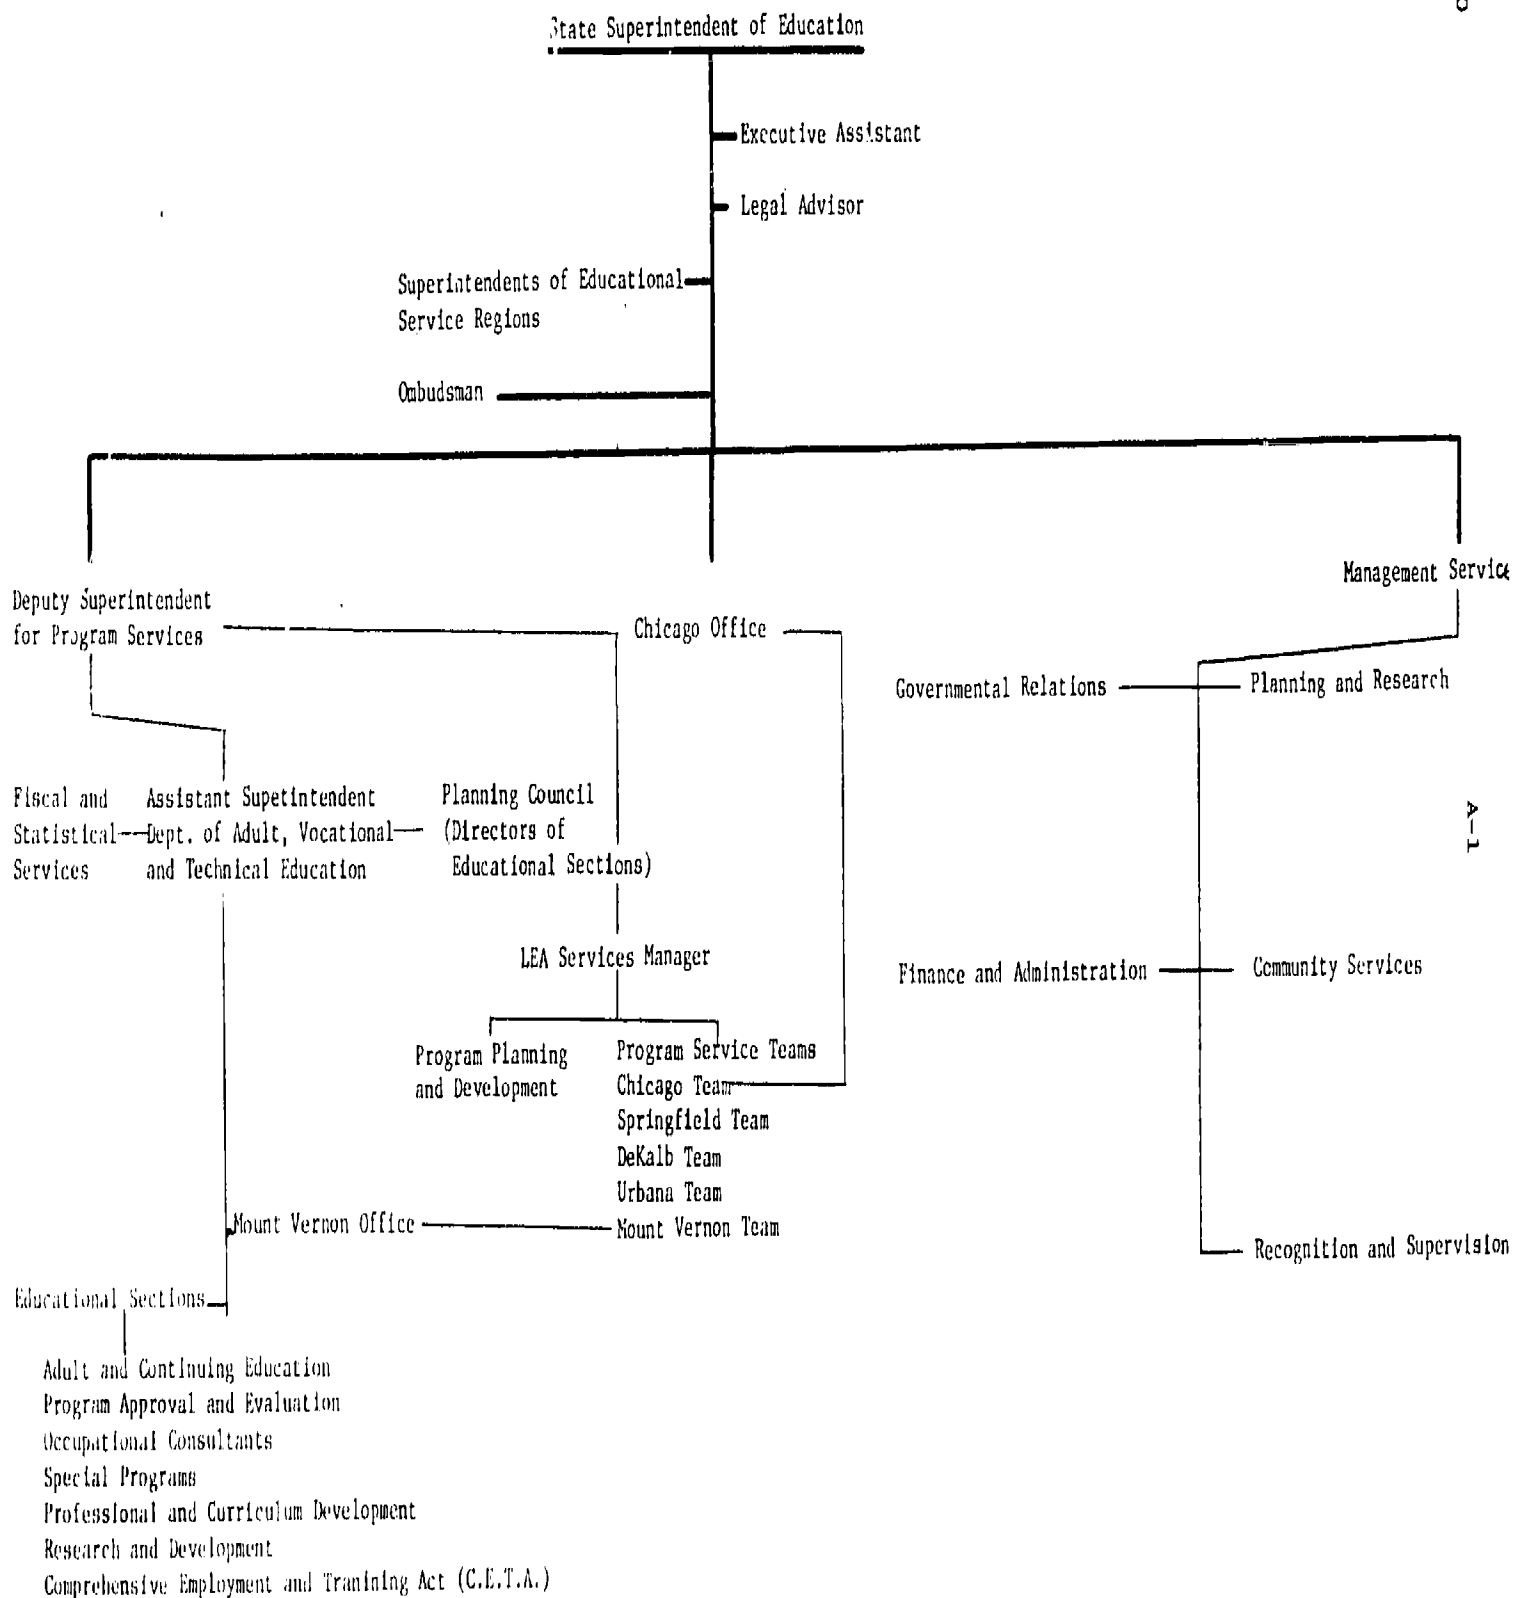 State Superintendent of Education
Executive Assistant
Legal Advisor
Superintendents of Educational
Service Regions
Ombudsman
Management Service
Deputy Superintendent
for Program Services
Chicago Office
Governmental Relations
Planning and Research
Fiscal and
Statistical
Services
Assistant Supetintendent
Dept. of Adult, Vocational
and Technical Education
Planning Council
(Directors of
Educational Sections)
A-1
LEA Services Manager
Finance and Administration
Community Services
Program Planning
and Development
Program Service Teams
Chicago Team
Springfield Team
DeKalb Team
Urbana Team
Mount Vernon Office
Mount Vernon Team
Recognition and Supervision
Educational Sections
Adult and Continuing Education
Program Approval and Evaluation
Occupational Consultants
Special Programs
Professional and Curriculum Development
Research and Development
Comprehensive Employment and Tranining Act (C.E.T.A.)